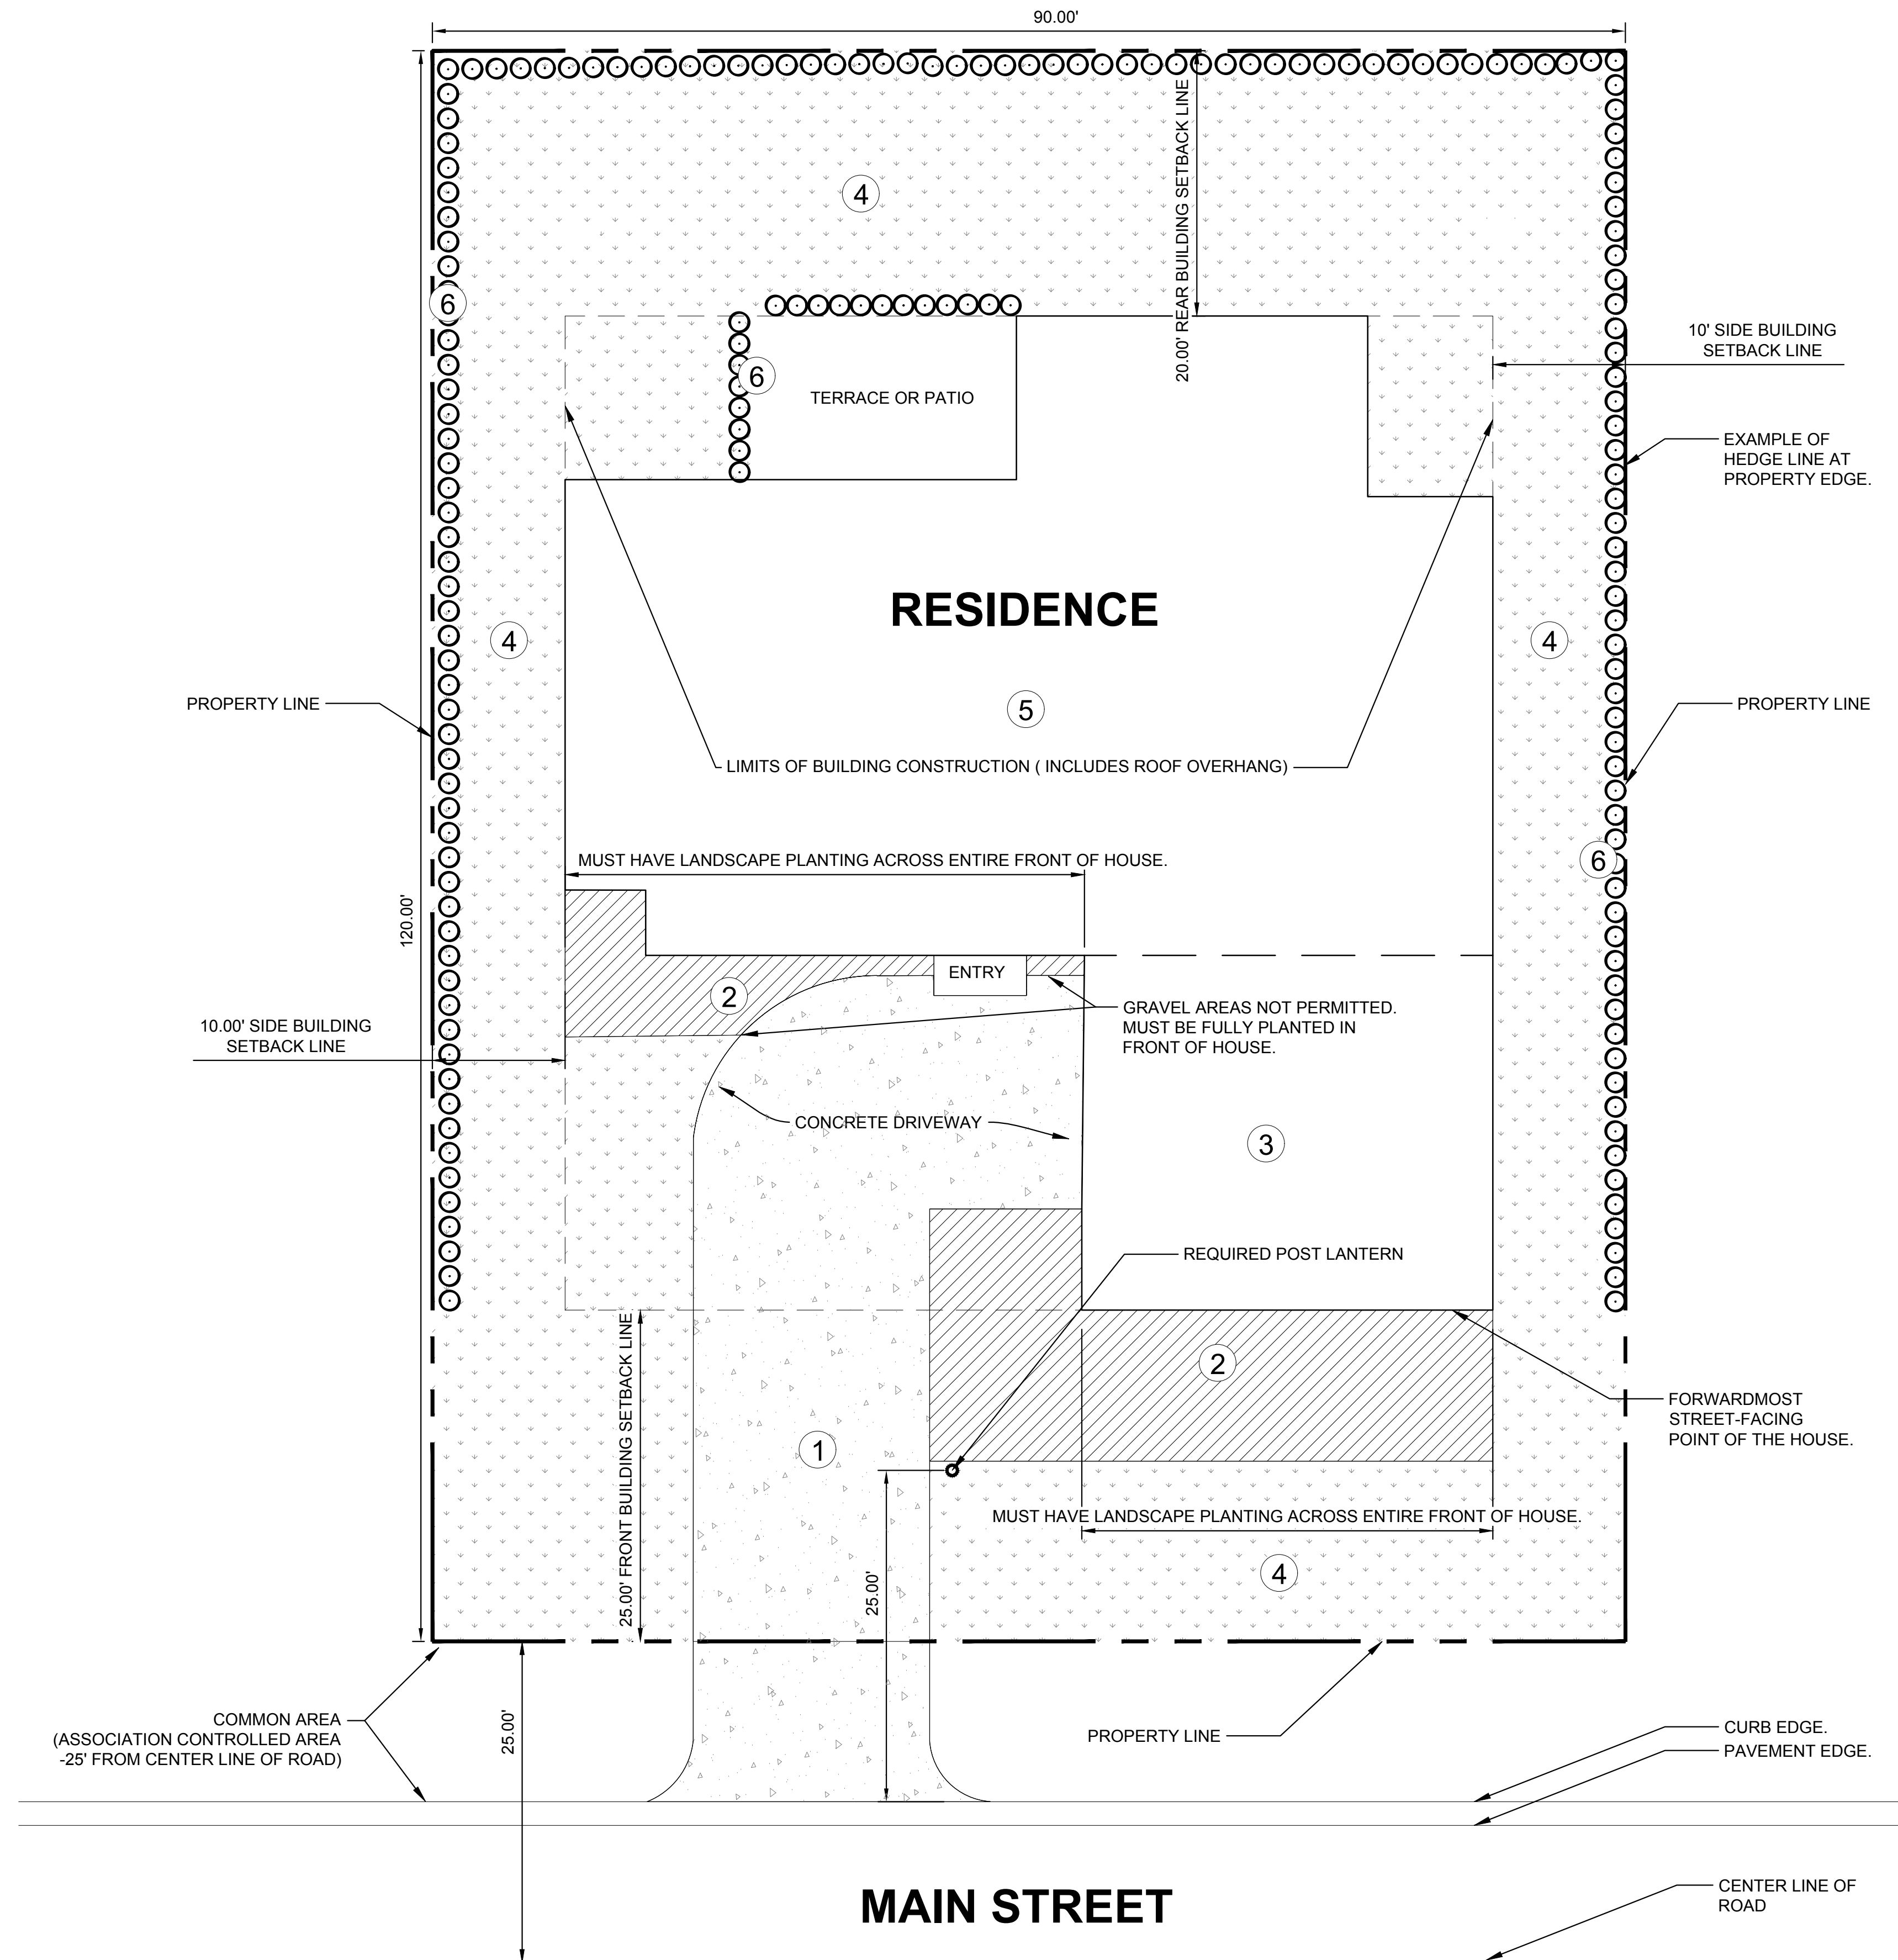 90.00'
20.00' REAR BUILDING SETBACK LINE
4
6
10' SIDE BUILDING
SETBACK LINE
6
TERRACE OR PATIO
EXAMPLE OF
HEDGE LINE AT
PROPERTY EDGE.
RESIDENCE
4
4
PROPERTY LINE
5
PROPERTY LINE
LIMITS OF BUILDING CONSTRUCTION ( INCLUDES ROOF OVERHANG)
MUST HAVE LANDSCAPE PLANTING ACROSS ENTIRE FRONT OF HOUSE.
6
120.00'
ENTRY
2
GRAVEL AREAS NOT PERMITTED.
MUST BE FULLY PLANTED IN
FRONT OF HOUSE.
10.00' SIDE BUILDING
SETBACK LINE
CONCRETE DRIVEWAY
3
REQUIRED POST LANTERN
25.00' FRONT BUILDING SETBACK LINE
2
FORWARDMOST
STREET-FACING
POINT OF THE HOUSE.
1
MUST HAVE LANDSCAPE PLANTING ACROSS ENTIRE FRONT OF HOUSE.
25.00'
4
COMMON AREA
(ASSOCIATION CONTROLLED AREA
-25' FROM CENTER LINE OF ROAD)
25.00'
PROPERTY LINE
CURB EDGE.
PAVEMENT EDGE.
MAIN STREET
CENTER LINE OF
ROAD